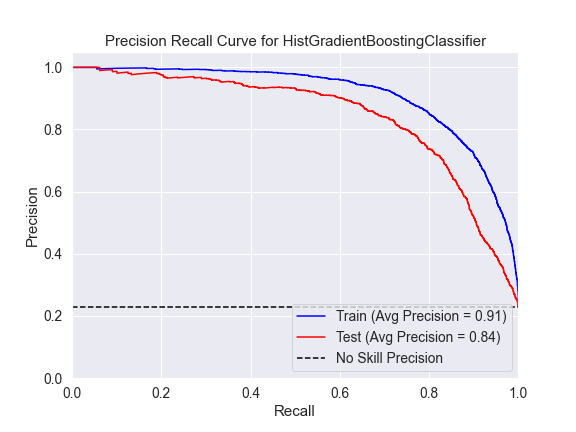 Precision Recall Curve for HistGradientBoostingClassifier
1.0
0.8
0.6
0.4
0.2
0.0
Precision
Train (Avg Precision = 0.91)
Test (Avg Precision = 0.84)
No Skill Precision
0.0 0.2 0.4 0.6 0.8 1.0
Recall